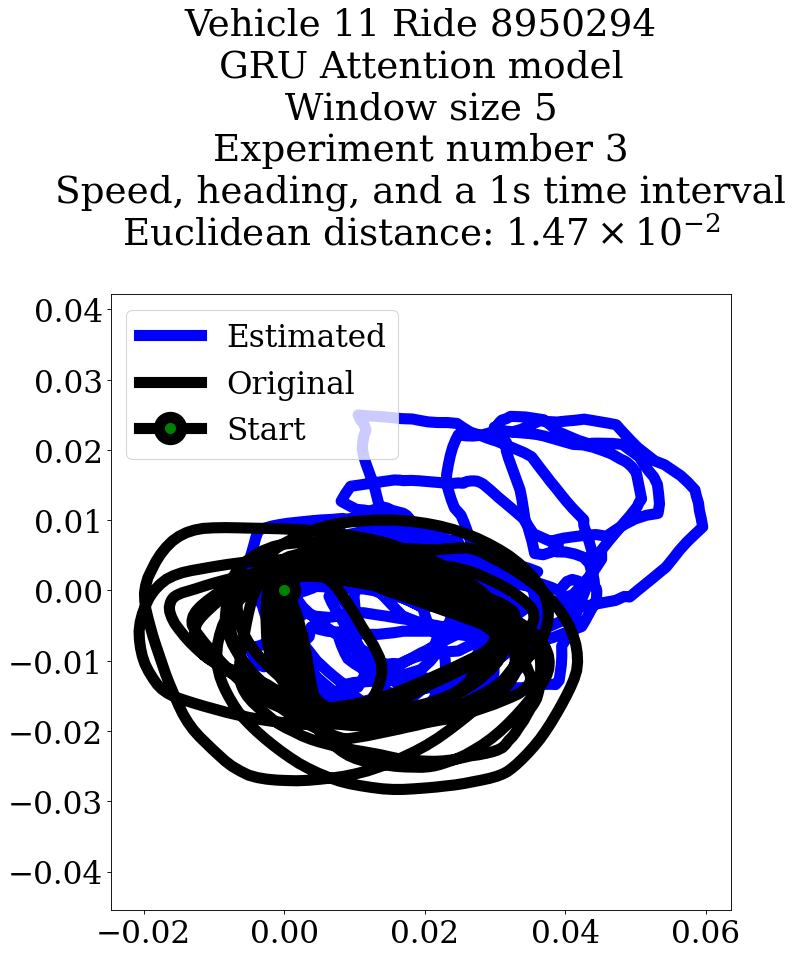 Vehicle 11 Ride 8950294
GRU Attention model
Window size 5
Experiment number 3
Speed, heading, and a 1s time interval
Euclidean distance: 1.47 × 10⁻²
Estimated
Original
Start
0.04
0.03
0.02
0.01
0.00
−0.01
−0.02
−0.03
−0.04
−0.02 0.00 0.02 0.04 0.06